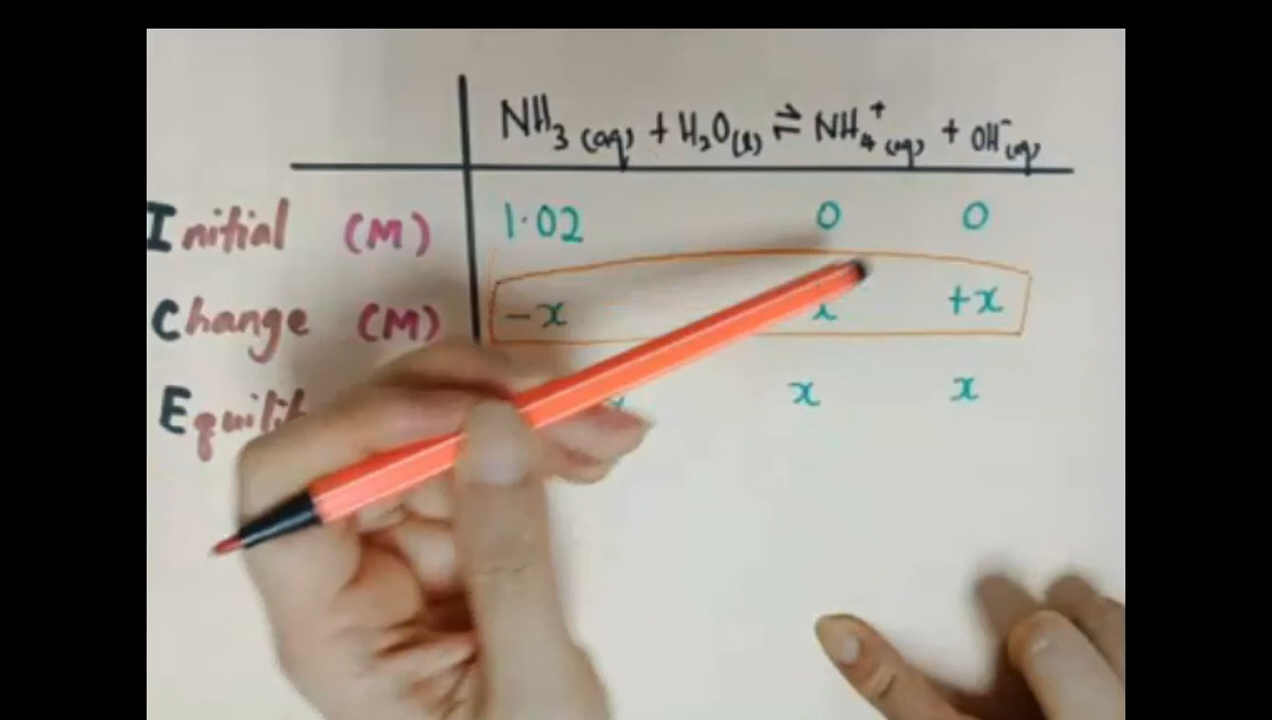 NH₃ (aq) + H₂O(l) ⇌ NH₄⁺ (aq) + OH⁻(aq)
Initial (M) 1.02 0 0
Change (M) -x x +x
x x